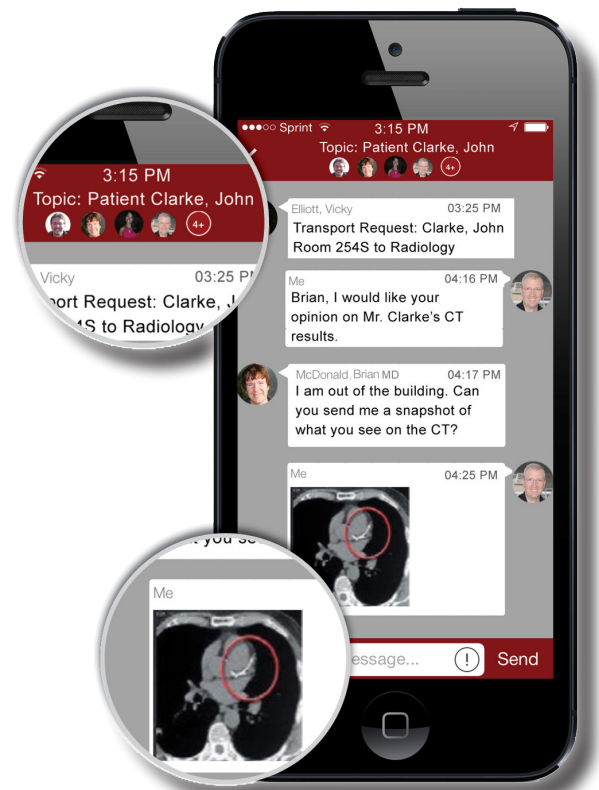 3:15 PM
Topic: Patient Clarke, John
4+
Vicky 03:25 P
port Request: Clarke, J
4S to Radiology
Sprint 3:15 PM
Topic: Patient Clarke, John
4+
Elliott, Vicky 03:25 PM
Transport Request: Clarke, John
Room 254S to Radiology
Me 04:16 PM
Brian, I would like your
opinion on Mr. Clarke’s CT
results.
McDonald, Brian MD 04:17 PM
I am out of the building. Can
you send me a snapshot of
what you see on the CT?
Me 04:25 PM
you se
Me
essage... ! Send